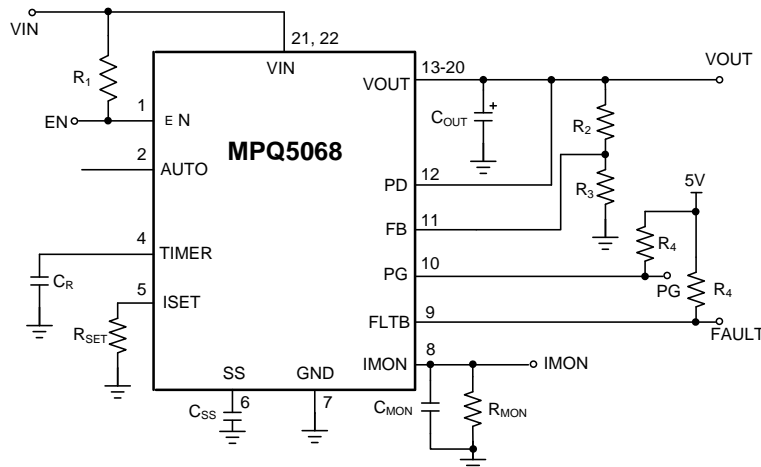 VIN
21, 22
VIN
R1
1
EN
EN
MPQ5068
2
AUTO
4
TIMER
CR
5
ISET
RSET
SS
GND
CSS
6
7
VOUT
13-20
VOUT
COUT
+
R2
PD
12
R3
5V
FB
11
R4
PG
10
PG
R4
FLTB
9
FAULT
IMON
8
IMON
CMON
RMON